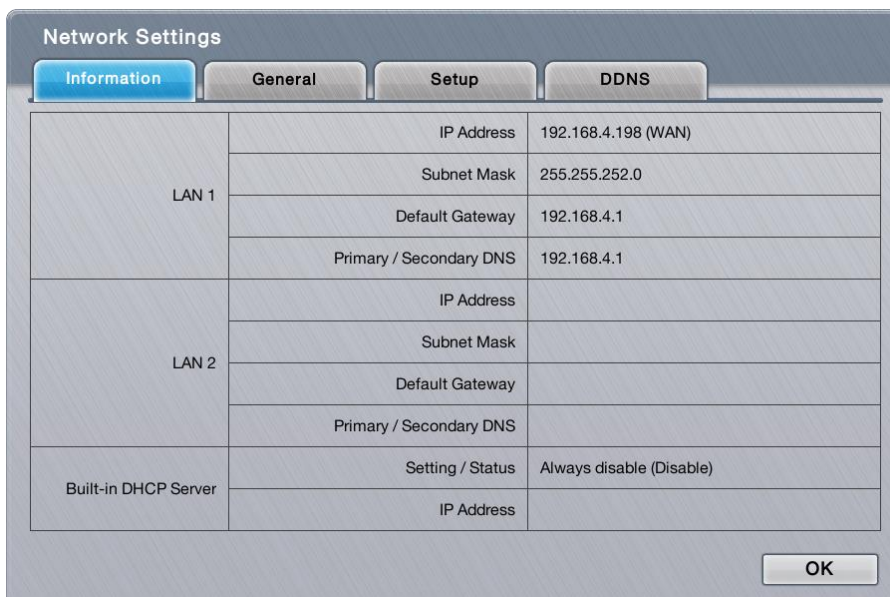 Network Settings
Information General Setup DDNS
LAN 1
IP Address 192.168.4.198 (WAN)
Subnet Mask 255.255.252.0
Default Gateway 192.168.4.1
Primary / Secondary DNS 192.168.4.1
LAN 2
IP Address
Subnet Mask
Default Gateway
Primary / Secondary DNS
Built-in DHCP Server
Setting / Status Always disable (Disable)
IP Address
OK